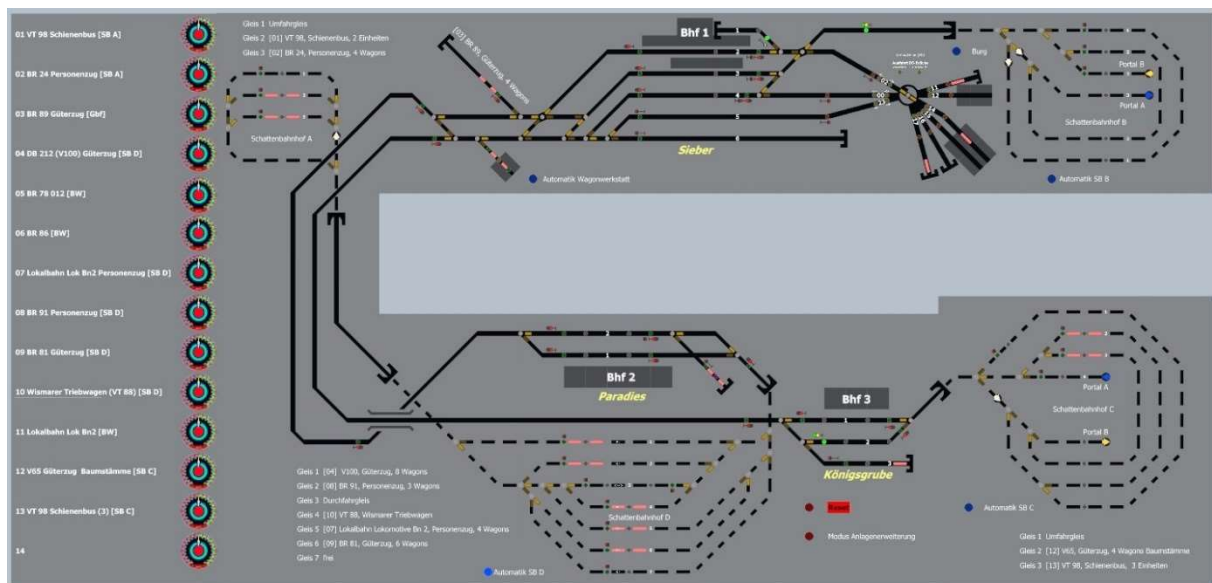 01 VT 98 Schienenbus [SB A]
02 BR 24 Personenzug [SB A]
03 BR 89 Güterzug [Gbf]
04 DB 212 (V100) Güterzug [SB D]
05 BR 78 012 [BW]
06 BR 86 [BW]
07 Lokalbahn Lok Bn2 Personenzug [SB D]
08 BR 91 Personenzug [SB D]
09 BR 81 Güterzug [SB D]
10 Wismarer Triebwagen (VT 88) [SB D]
11 Lokalbahn Lok Bn2 [BW]
12 V65 Güterzug Baumstämme [SB C]
13 VT 98 Schienenbus (3) [SB C]
14
Gleis 1 Umfahrgleis
Gleis 2 [01] VT 98, Schienenbus, 2 Einheiten
Gleis 3 [02] BR 24, Personenzug, 4 Wagons
Schattenbahnhof A
[03] BR 89, Güterzug, 4 Wagons
Bhf 1
Sieber
Automatik Wagonwerkstatt
Burg
Portal B
Portal A
Schattenbahnhof B
Automatik SB B
Bhf 2
Paradies
Bhf 3
Königsgrube
Portal A
Schattenbahnhof C
Portal B
Automatik SB C
Gleis 1 [04] V100, Güterzug, 8 Wagons
Gleis 2 [08] BR 91, Personenzug, 3 Wagons
Gleis 3 Durchfahrgleis
Gleis 4 [10] VT 88, Wismarer Triebwagen
Gleis 5 [07] Lokalbahn Lokomotive Bn 2, Personenzug, 4 Wagons
Gleis 6 [09] BR 81, Güterzug, 6 Wagons
Gleis 7 frei
Schattenbahnhof D
Automatik SB D
Reset
Modus Anlagenerweiterung
Gleis 1 Umfahrgleis
Gleis 2 [12] V65, Güterzug, 4 Wagons Baumstämme
Gleis 3 [13] VT 98, Schienenbus, 3 Einheiten